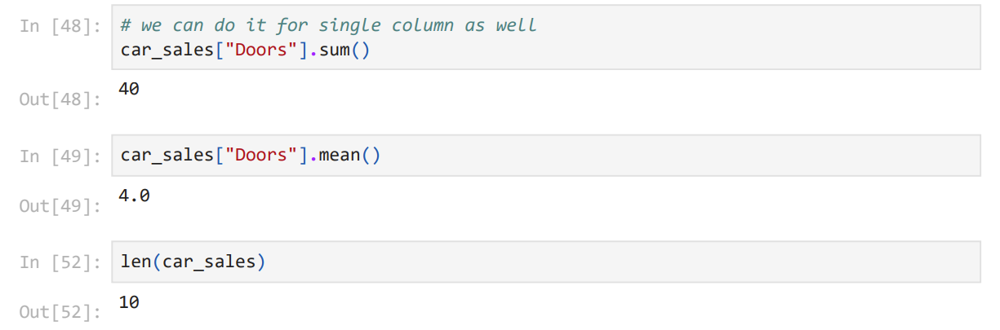 In [48]: # we can do it for single column as well
car_sales["Doors"].sum()
Out[48]: 40
In [49]: car_sales["Doors"].mean()
Out[49]: 4.0
In [52]: len(car_sales)
Out[52]: 10